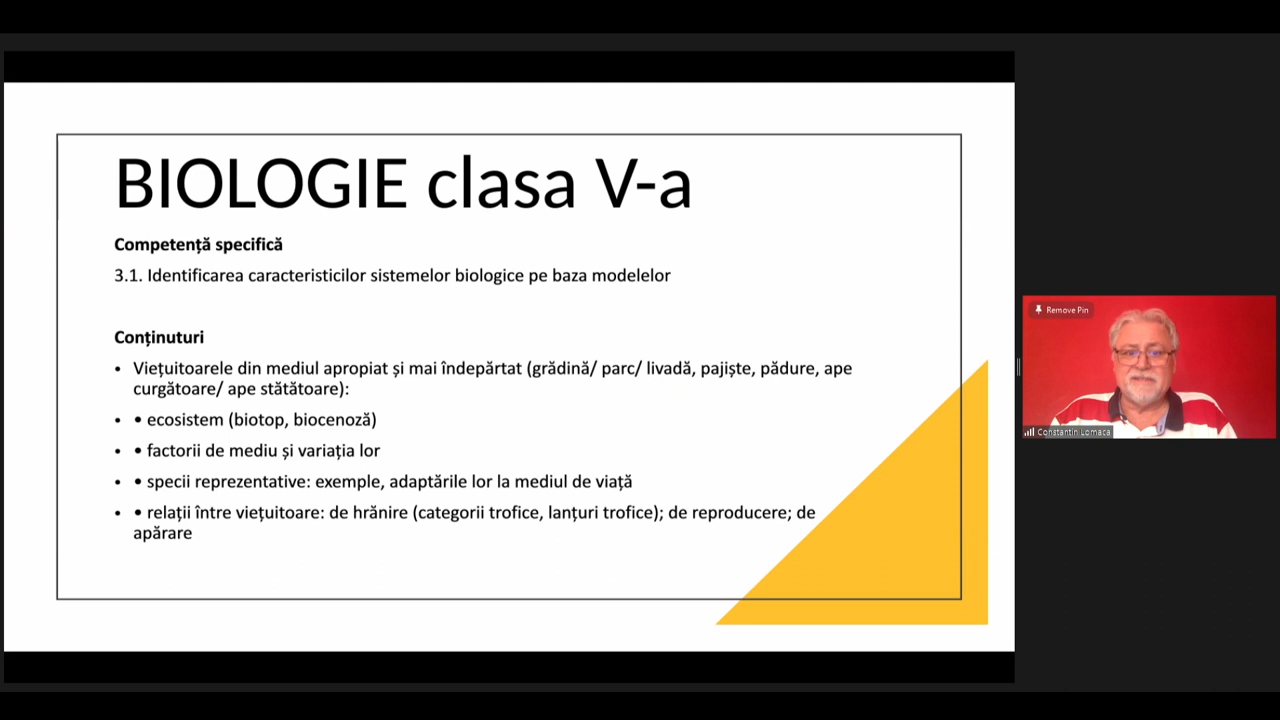 BIOLOGIE clasa V-a
Competență specifică
3.1. Identificarea caracteristicilor sistemelor biologice pe baza modelelor
Conținuturi
• Viețuitoarele din mediul apropiat și mai îndepărtat (grădină/ parc/ livadă, pajiște, pădure, ape
curgătoare/ ape stătătoare):
• • ecosistem (biotop, biocenoză)
• • factorii de mediu și variația lor
• • specii reprezentative: exemple, adaptările lor la mediul de viață
• • relații între viețuitoare: de hrănire (categorii trofice, lanțuri trofice); de reproducere; de
apărare
Remove Pin
Constantin Lomaca